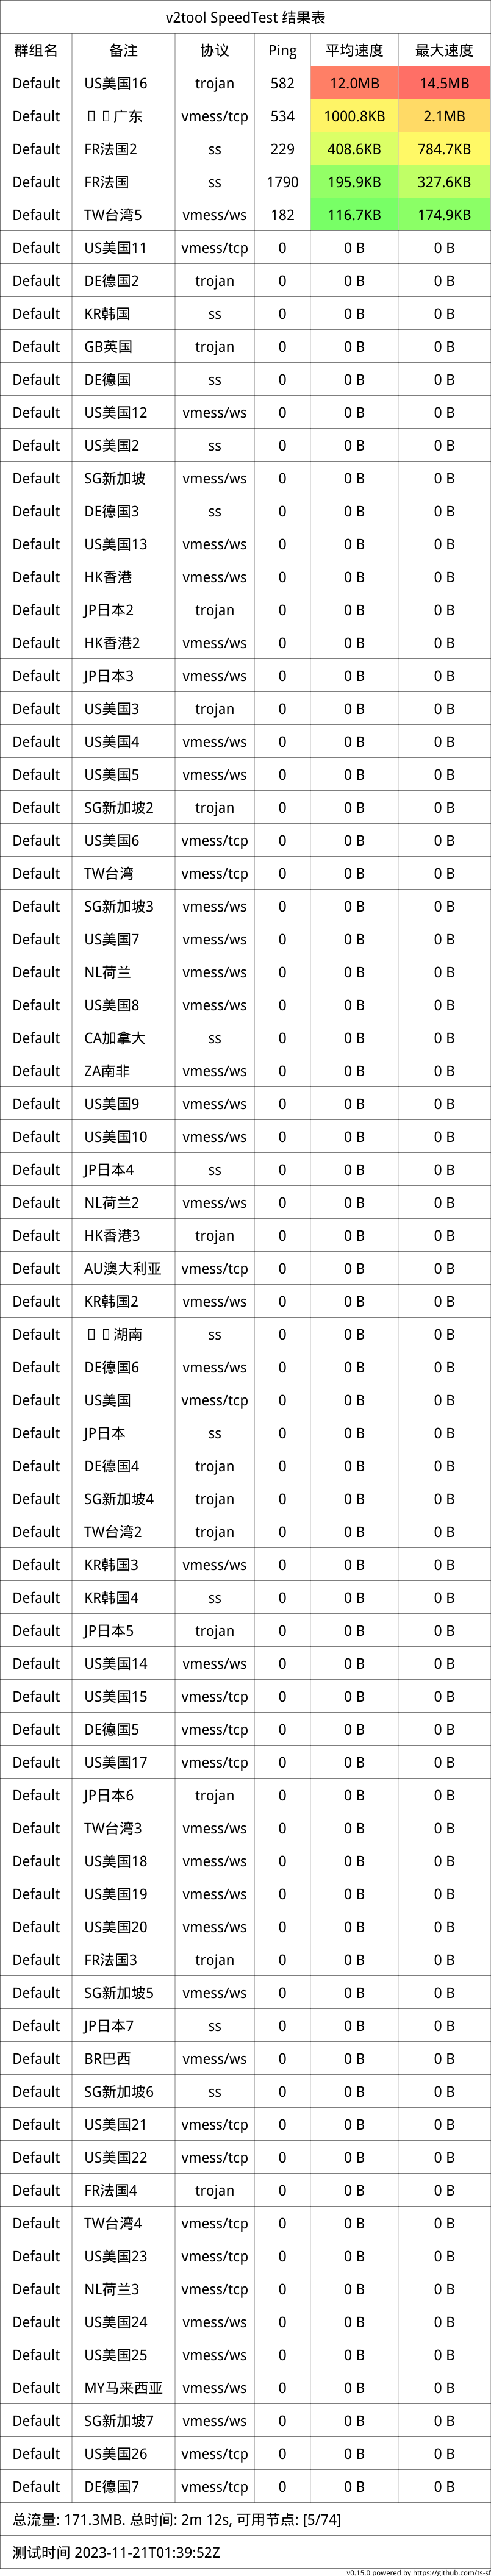 v2tool SpeedTest 结果表
群组名 备注 协议 Ping 平均速度 最大速度
Default US美国16 trojan 582 12.0MB 14.5MB
Default 广东 vmess/tcp 534 1000.8KB 2.1MB
Default FR法国2 ss 229 408.6KB 784.7KB
Default FR法国 ss 1790 195.9KB 327.6KB
Default TW台湾5 vmess/ws 182 116.7KB 174.9KB
Default US美国11 vmess/tcp 0 0 B 0 B
Default DE德国2 trojan 0 0 B 0 B
Default KR韩国 ss 0 0 B 0 B
Default GB英国 trojan 0 0 B 0 B
Default DE德国 ss 0 0 B 0 B
Default US美国12 vmess/ws 0 0 B 0 B
Default US美国2 ss 0 0 B 0 B
Default SG新加坡 vmess/ws 0 0 B 0 B
Default DE德国3 ss 0 0 B 0 B
Default US美国13 vmess/ws 0 0 B 0 B
Default HK香港 vmess/ws 0 0 B 0 B
Default JP日本2 trojan 0 0 B 0 B
Default HK香港2 vmess/ws 0 0 B 0 B
Default JP日本3 vmess/ws 0 0 B 0 B
Default US美国3 trojan 0 0 B 0 B
Default US美国4 vmess/ws 0 0 B 0 B
Default US美国5 vmess/ws 0 0 B 0 B
Default SG新加坡2 trojan 0 0 B 0 B
Default US美国6 vmess/tcp 0 0 B 0 B
Default TW台湾 vmess/tcp 0 0 B 0 B
Default SG新加坡3 vmess/ws 0 0 B 0 B
Default US美国7 vmess/ws 0 0 B 0 B
Default NL荷兰 vmess/ws 0 0 B 0 B
Default US美国8 vmess/ws 0 0 B 0 B
Default CA加拿大 ss 0 0 B 0 B
Default ZA南非 vmess/ws 0 0 B 0 B
Default US美国9 vmess/ws 0 0 B 0 B
Default US美国10 vmess/ws 0 0 B 0 B
Default JP日本4 ss 0 0 B 0 B
Default NL荷兰2 vmess/ws 0 0 B 0 B
Default HK香港3 trojan 0 0 B 0 B
Default AU澳大利亚 vmess/tcp 0 0 B 0 B
Default KR韩国2 vmess/ws 0 0 B 0 B
Default 湖南 ss 0 0 B 0 B
Default DE德国6 vmess/ws 0 0 B 0 B
Default US美国 vmess/tcp 0 0 B 0 B
Default JP日本 ss 0 0 B 0 B
Default DE德国4 trojan 0 0 B 0 B
Default SG新加坡4 trojan 0 0 B 0 B
Default TW台湾2 trojan 0 0 B 0 B
Default KR韩国3 vmess/ws 0 0 B 0 B
Default KR韩国4 ss 0 0 B 0 B
Default JP日本5 trojan 0 0 B 0 B
Default US美国14 vmess/ws 0 0 B 0 B
Default US美国15 vmess/tcp 0 0 B 0 B
Default DE德国5 vmess/tcp 0 0 B 0 B
Default US美国17 vmess/tcp 0 0 B 0 B
Default JP日本6 trojan 0 0 B 0 B
Default TW台湾3 vmess/ws 0 0 B 0 B
Default US美国18 vmess/ws 0 0 B 0 B
Default US美国19 vmess/ws 0 0 B 0 B
Default US美国20 vmess/ws 0 0 B 0 B
Default FR法国3 trojan 0 0 B 0 B
Default SG新加坡5 vmess/ws 0 0 B 0 B
Default JP日本7 ss 0 0 B 0 B
Default BR巴西 vmess/ws 0 0 B 0 B
Default SG新加坡6 ss 0 0 B 0 B
Default US美国21 vmess/tcp 0 0 B 0 B
Default US美国22 vmess/tcp 0 0 B 0 B
Default FR法国4 trojan 0 0 B 0 B
Default TW台湾4 vmess/tcp 0 0 B 0 B
Default US美国23 vmess/tcp 0 0 B 0 B
Default NL荷兰3 vmess/tcp 0 0 B 0 B
Default US美国24 vmess/ws 0 0 B 0 B
Default US美国25 vmess/ws 0 0 B 0 B
Default MY马来西亚 vmess/ws 0 0 B 0 B
Default SG新加坡7 vmess/ws 0 0 B 0 B
Default US美国26 vmess/tcp 0 0 B 0 B
Default DE德国7 vmess/tcp 0 0 B 0 B
总流量: 171.3MB. 总时间: 2m 12s, 可用节点: [5/74]
测试时间 2023-11-21T01:39:52Z
v0.15.0 powered by https://github.com/ts-sf